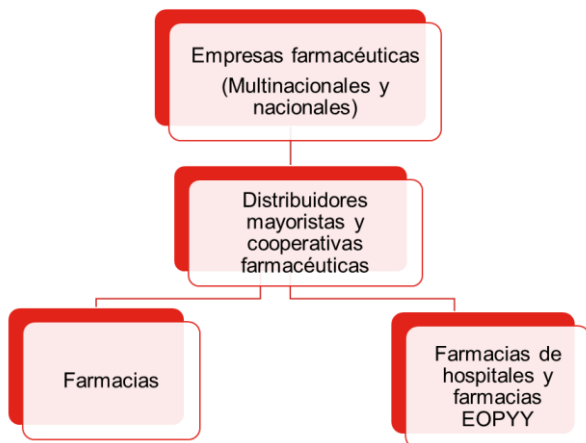 Empresas farmacéuticas
(Multinacionales y
nacionales)
Distribuidores
mayoristas y
cooperativas
farmacéuticas
Farmacias
Farmacias de
hospitales y
farmacias
EOPYY